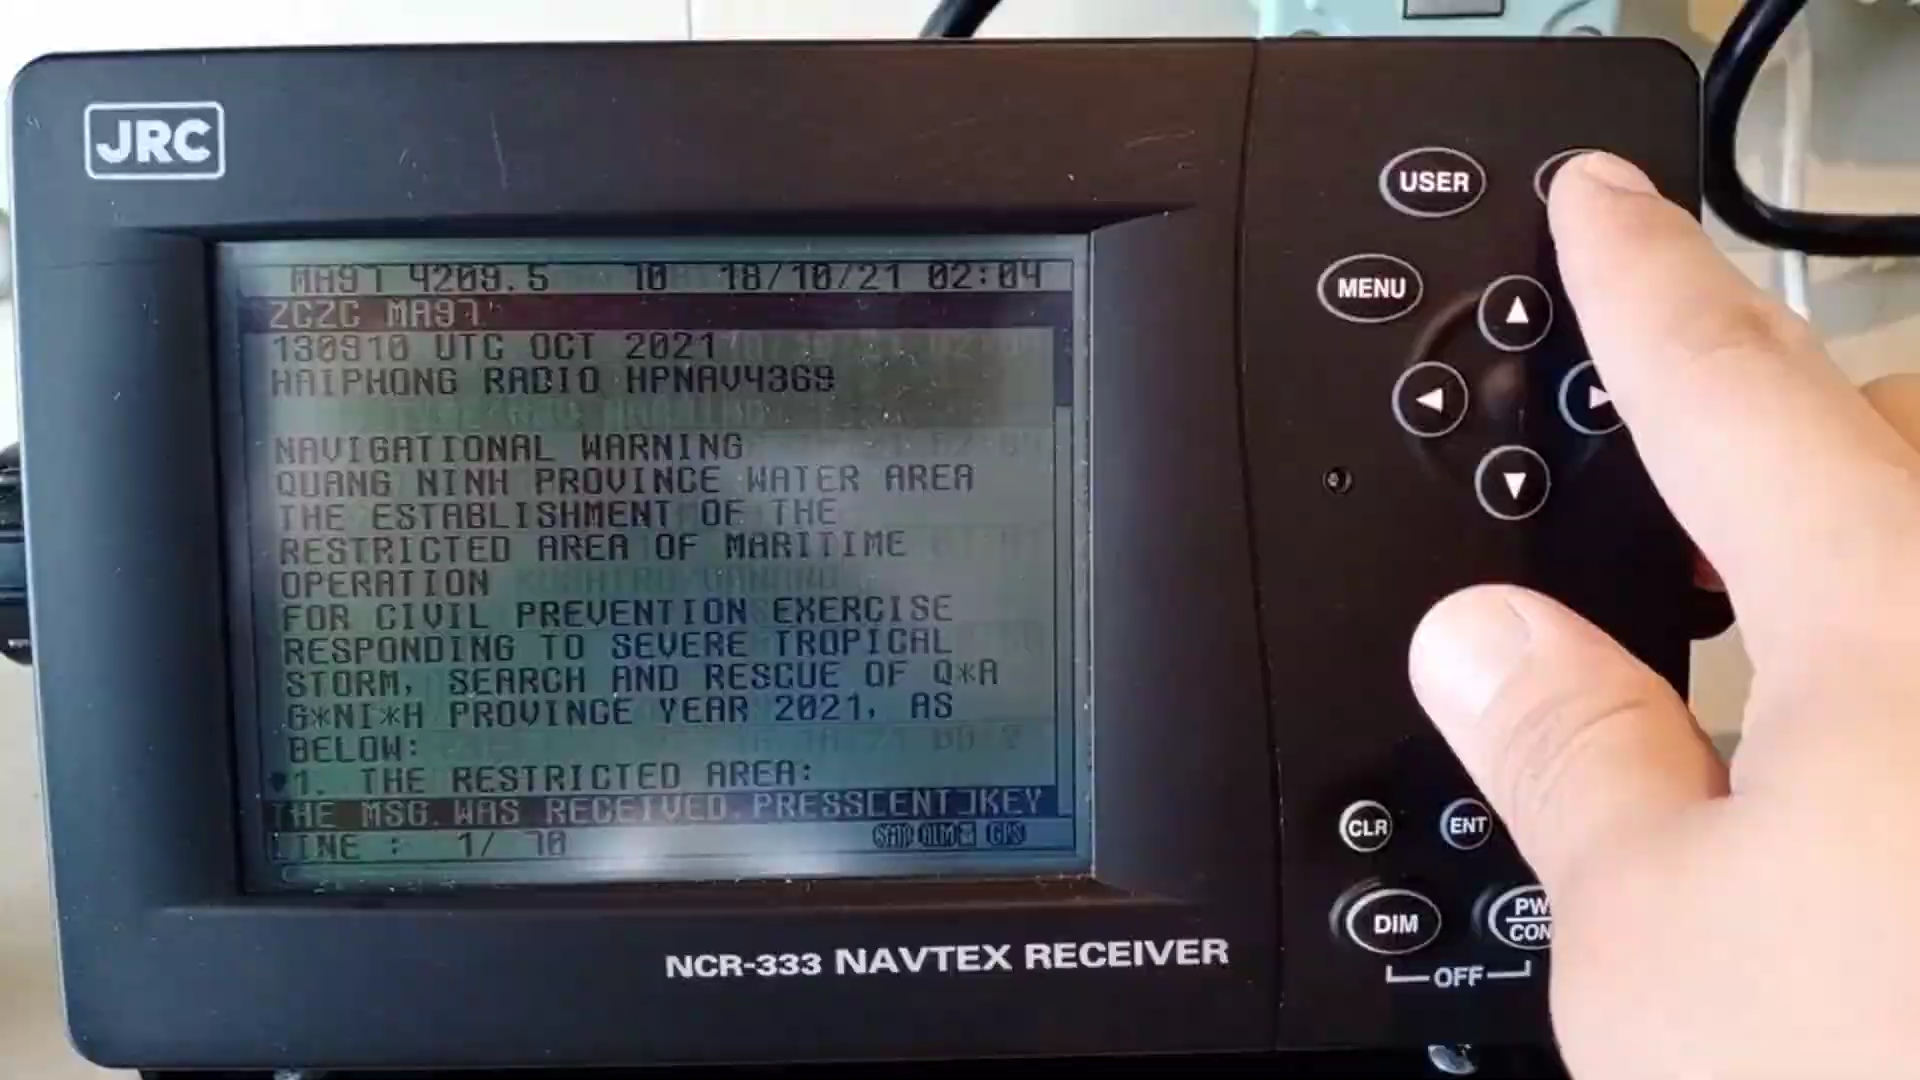 JRC
MA97 4209.5 70 18/10/21 02:04
ZCZC MA97
130910 UTC OCT 2021
HAIPHONG RADIO HPNAV4369
NAVIGATIONAL WARNING
QUANG NINH PROVINCE WATER AREA
THE ESTABLISHMENT OF THE
RESTRICTED AREA OF MARITIME
OPERATION
FOR CIVIL PREVENTION EXERCISE
RESPONDING TO SEVERE TROPICAL
STORM, SEARCH AND RESCUE OF Q*A
G*NI*H PROVINCE YEAR 2021, AS
BELOW:
1. THE RESTRICTED AREA:
THE MSG.WAS RECEIVED.PRESS[ENT]KEY
LINE : 1/ 70
GPS
NCR-333 NAVTEX RECEIVER
USER
MENU
CLR
ENT
DIM
PW
CON
OFF